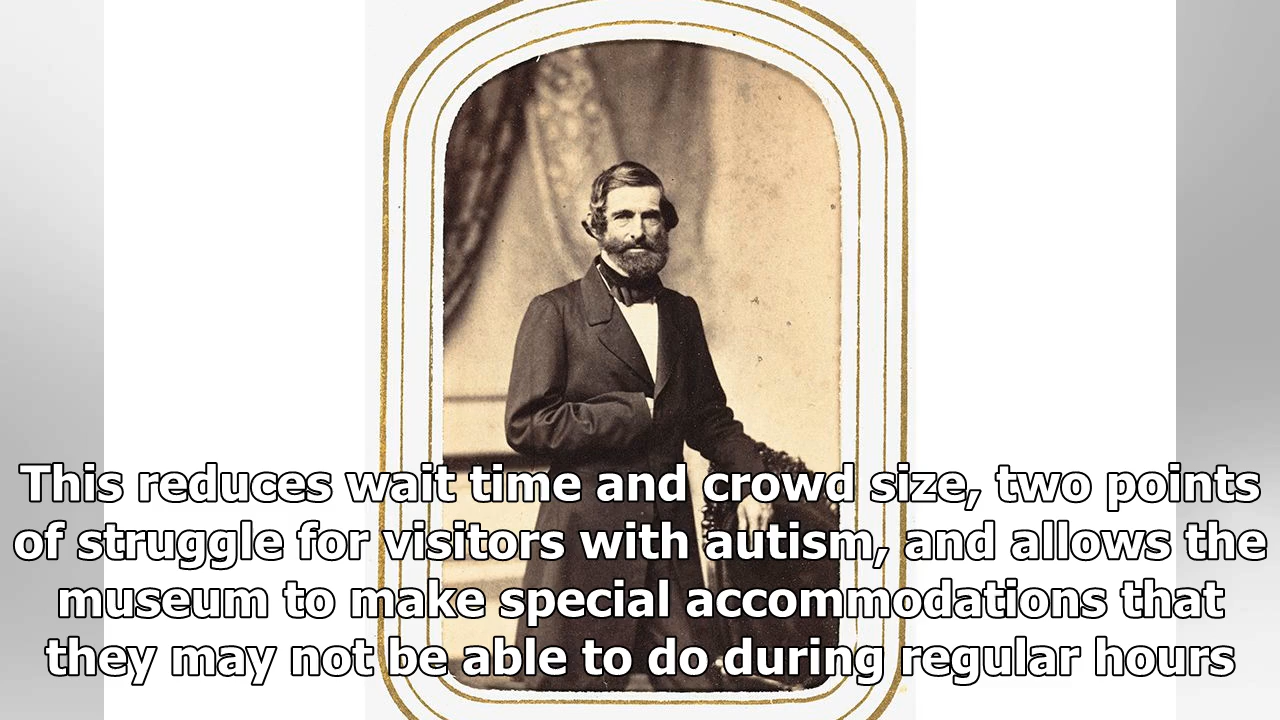 This reduces wait time and crowd size, two points
of struggle for visitors with autism, and allows the
museum to make special accommodations that
they may not be able to do during regular hours